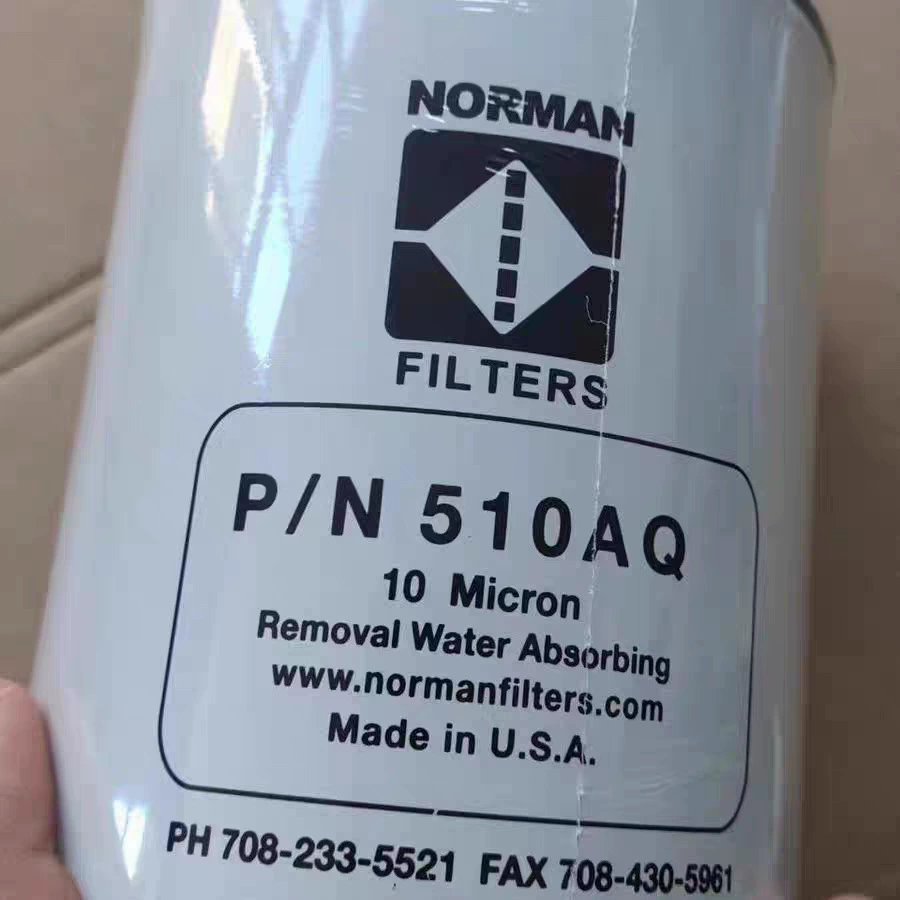 NORMAN
FILTERS
P/N 510AQ
10 Micron
Removal Water Absorbing
www.normanfilters.com
Made in U.S.A.
PH 708-233-5521 FAX 708-430-5961